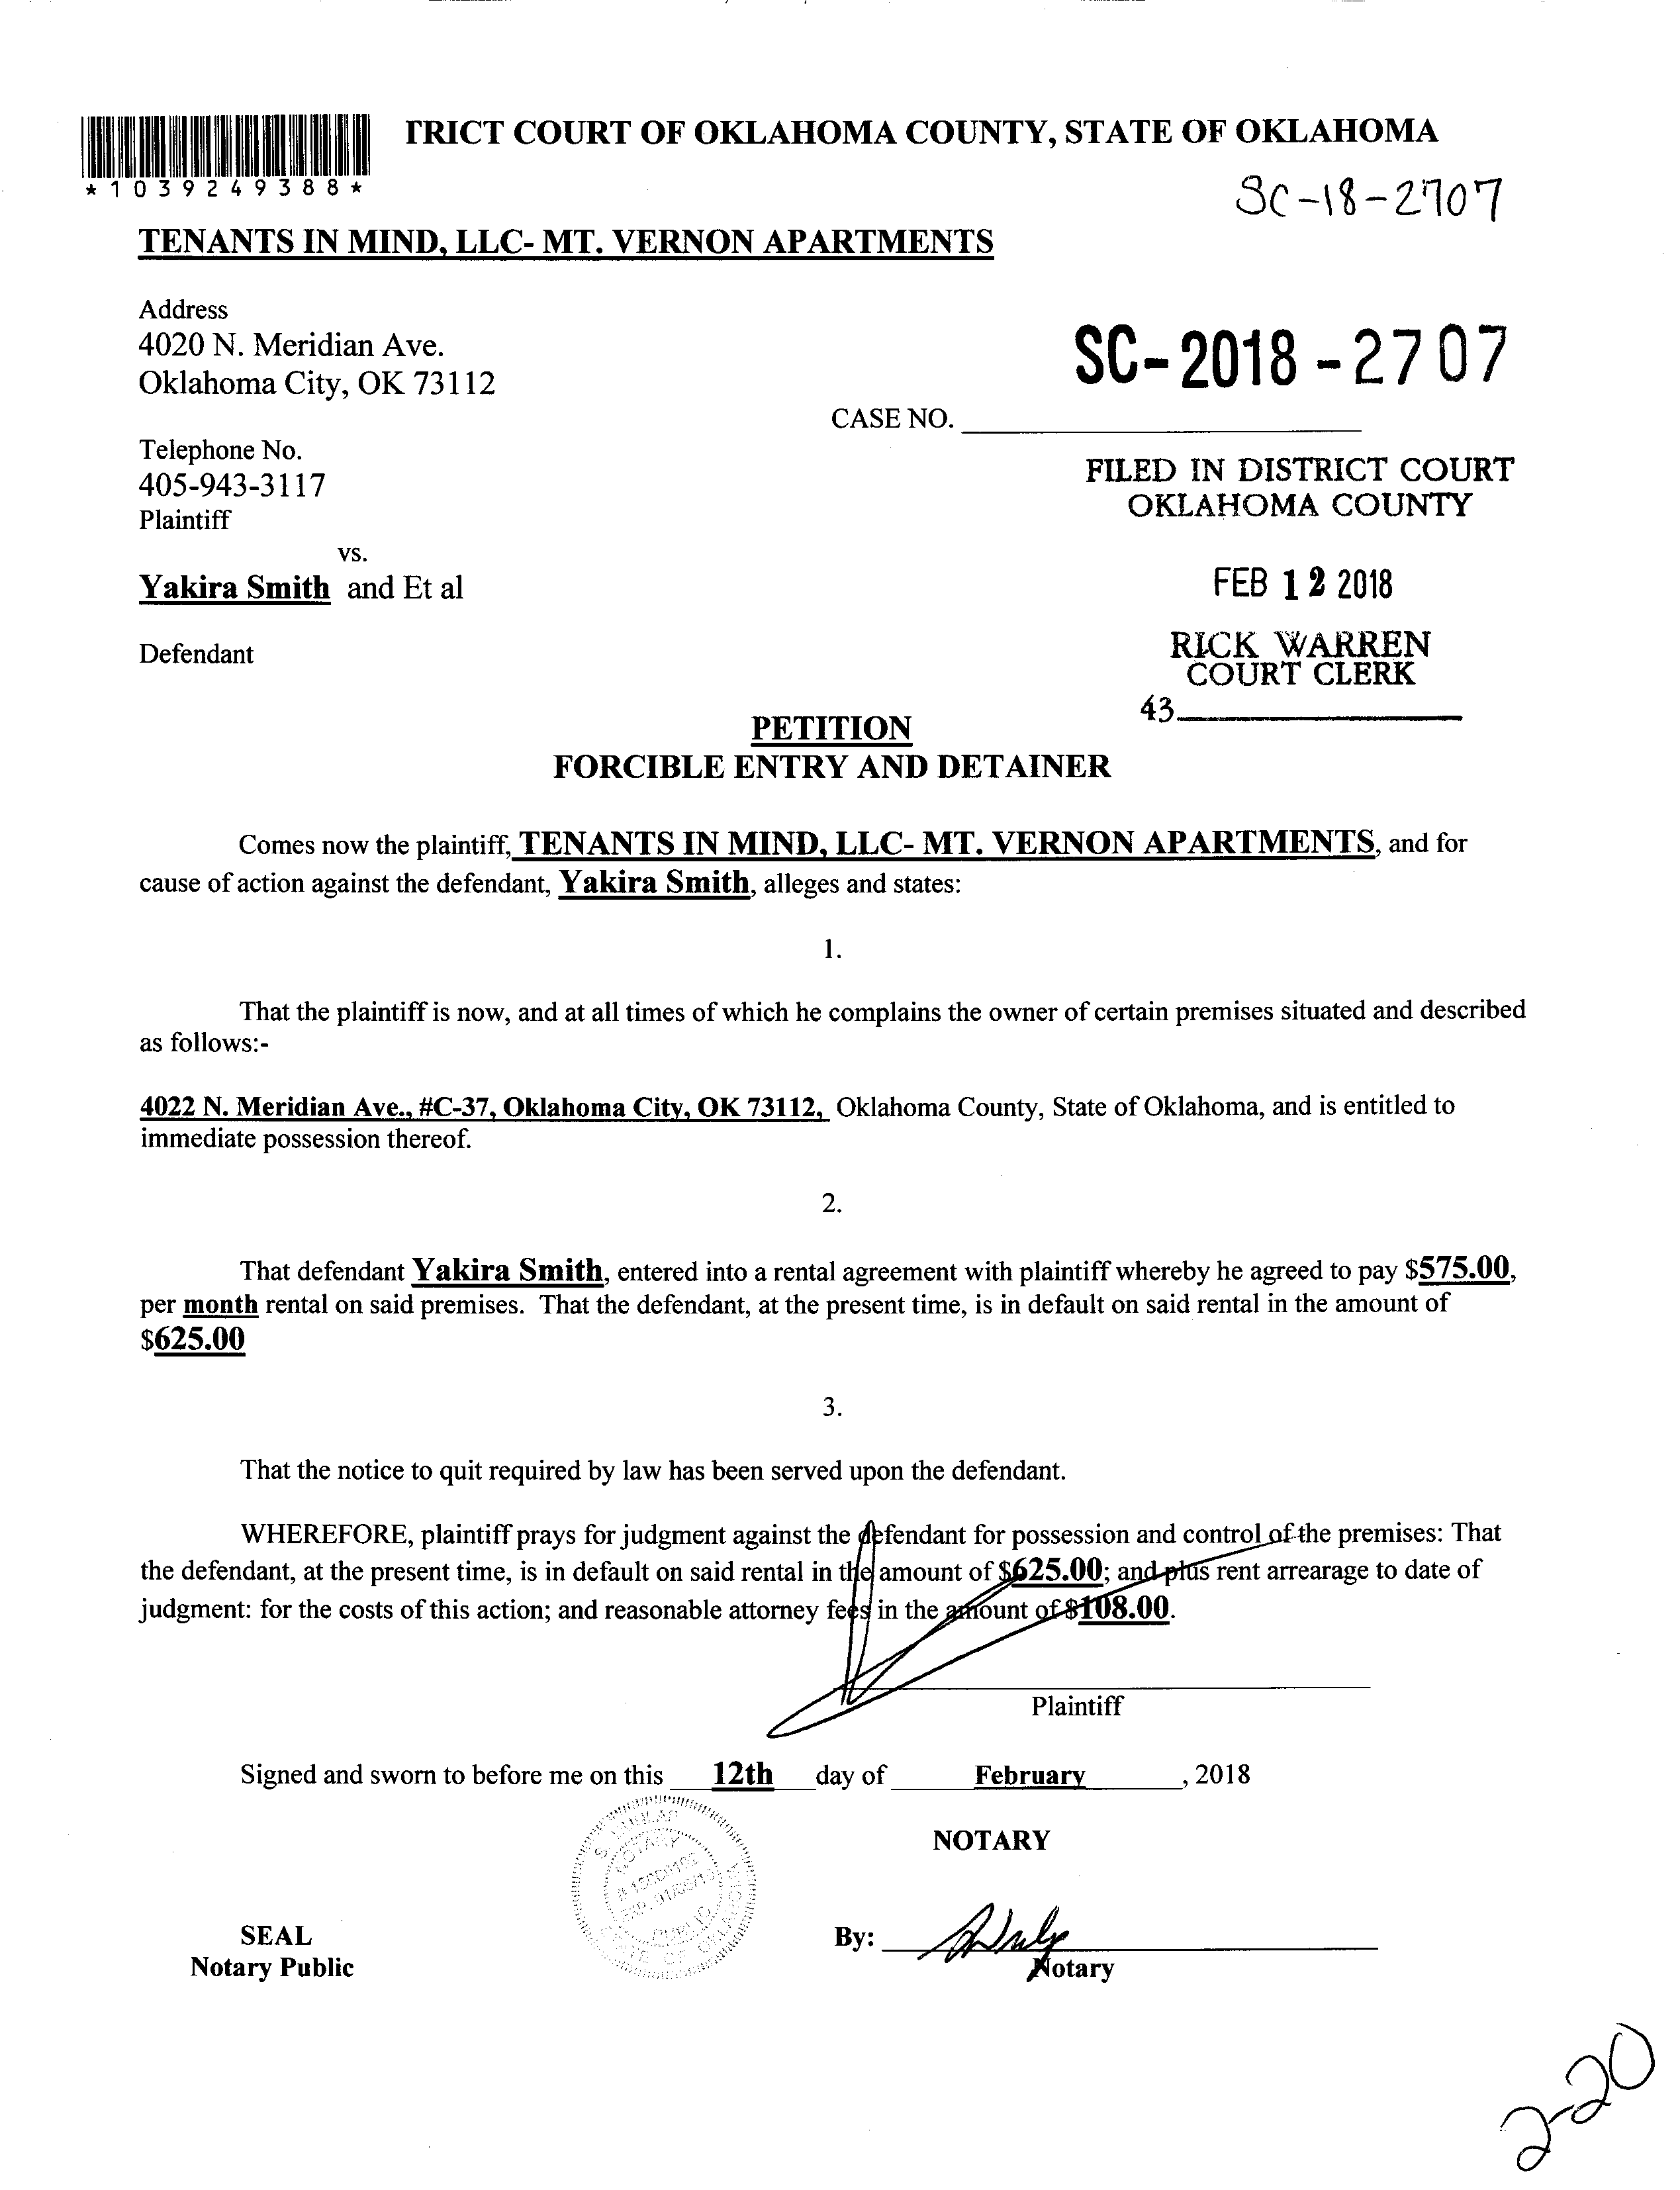 TRICT COURT OF OKLAHOMA COUNTY, STATE OF OKLAHOMA
*1039249388*
SC-18-2707
TENANTS IN MIND, LLC- MT. VERNON APARTMENTS
Address
4020 N. Meridian Ave.
Oklahoma City, OK 73112
SC-2018-2707
CASE NO.
Telephone No.
405-943-3117
Plaintiff
FILED IN DISTRICT COURT
OKLAHOMA COUNTY
vs.
Yakira Smith and Et al
FEB 12 2018
Defendant
RICK WARREN
COURT CLERK
43
PETITION
FORCIBLE ENTRY AND DETAINER
Comes now the plaintiff, TENANTS IN MIND, LLC- MT. VERNON APARTMENTS, and for
cause of action against the defendant, Yakira Smith, alleges and states:
1.
That the plaintiff is now, and at all times of which he complains the owner of certain premises situated and described
as follows:-
4022 N. Meridian Ave., #C-37, Oklahoma City, OK 73112, Oklahoma County, State of Oklahoma, and is entitled to
immediate possession thereof.
2.
That defendant Yakira Smith, entered into a rental agreement with plaintiff whereby he agreed to pay $575.00,
per month rental on said premises. That the defendant, at the present time, is in default on said rental in the amount of
$625.00
3.
That the notice to quit required by law has been served upon the defendant.
WHEREFORE, plaintiff prays for judgment against the defendant for possession and control of the premises: That
the defendant, at the present time, is in default on said rental in the amount of $625.00; and plus rent arrearage to date of
judgment: for the costs of this action; and reasonable attorney fees in the amount of $108.00.
Plaintiff
Signed and sworn to before me on this 12th day of February, 2018
NOTARY
NOTARY
PUBLIC
STATE OF OKLAHOMA
SEAL
Notary Public
By:
Notary
2-20